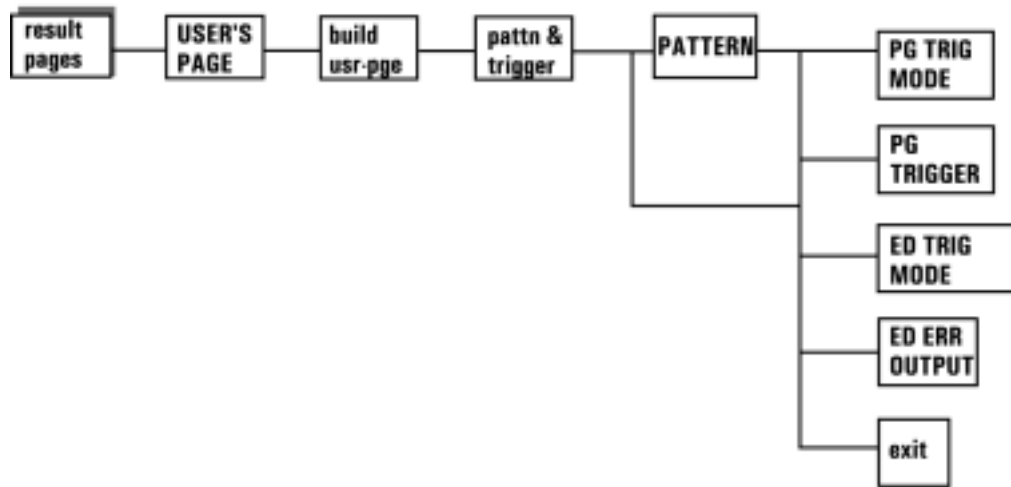 result
pages
USER'S
PAGE
build
usr-pge
pattn &
trigger
PATTERN
PG TRIG
MODE
PG
TRIGGER
ED TRIG
MODE
ED ERR
OUTPUT
exit